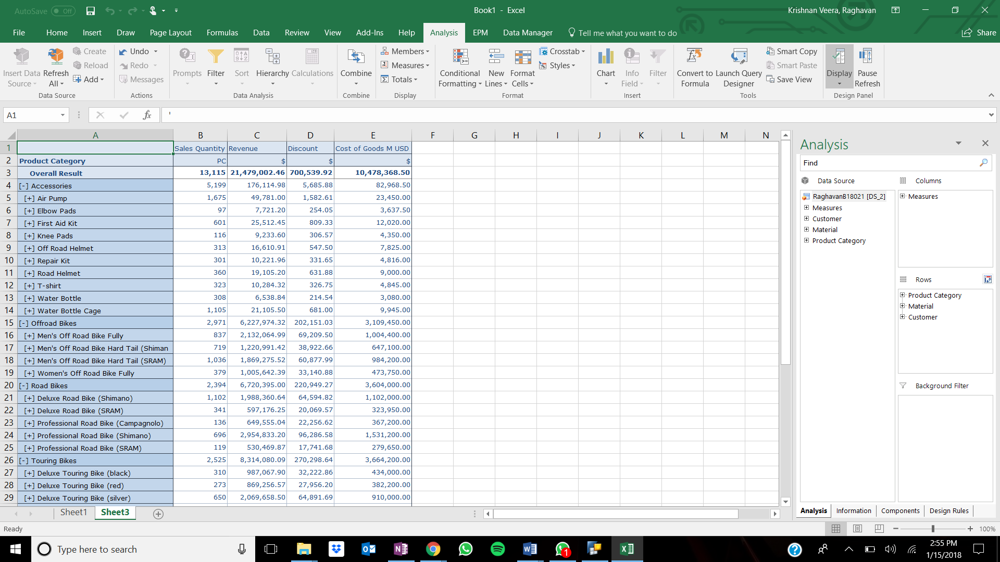 AutoSave Off
Book1 - Excel
Krishnan Veera, Raghavan
File Home Insert Draw Page Layout Formulas Data Review View Add-Ins Help Analysis EPM Data Manager Tell me what you want to do Share
Insert Data Source
Refresh All
Create
Reload
Add
Data Source
Undo
Redo
Messages
Actions
Prompts Filter Sort Hierarchy Calculations
Data Analysis
Combine
Combine
Members
Measures
Totals
Display
Conditional Formatting
New Lines
Format Cells
Crosstab
Styles
Format
Chart
Info Field
Filter
Insert
Convert to Formula
Launch Query Designer
Smart Copy
Smart Paste
Save View
Tools
Display
Pause Refresh
Design Panel
A1 fx '
A B C D E F G H I J K L M N
1 Sales Quantity Revenue Discount Cost of Goods M USD
2 Product Category PC $ $ $
3 Overall Result 13,115 21,479,002.46 700,539.92 10,478,368.50
4 [-] Accessories 5,199 176,114.98 5,685.88 82,968.50
5 [+] Air Pump 1,675 49,781.00 1,582.61 23,450.00
6 [+] Elbow Pads 97 7,721.20 254.05 3,637.50
7 [+] First Aid Kit 601 25,512.45 809.33 12,020.00
8 [+] Knee Pads 116 9,233.60 306.57 4,350.00
9 [+] Off Road Helmet 313 16,610.91 547.50 7,825.00
10 [+] Repair Kit 301 10,221.96 331.65 4,816.00
11 [+] Road Helmet 360 19,105.20 631.88 9,000.00
12 [+] T-shirt 323 10,284.32 326.75 4,845.00
13 [+] Water Bottle 308 6,538.84 214.54 3,080.00
14 [+] Water Bottle Cage 1,105 21,105.50 681.00 9,945.00
15 [-] Offroad Bikes 2,971 6,227,974.32 202,151.03 3,109,450.00
16 [+] Men's Off Road Bike Fully 837 2,132,064.99 69,209.50 1,004,400.00
17 [+] Men's Off Road Bike Hard Tail (Shiman 719 1,220,991.42 38,922.66 647,100.00
18 [+] Men's Off Road Bike Hard Tail (SRAM) 1,036 1,869,275.52 60,877.99 984,200.00
19 [+] Women's Off Road Bike Fully 379 1,005,642.39 33,140.88 473,750.00
20 [-] Road Bikes 2,394 6,720,395.00 220,949.27 3,604,000.00
21 [+] Deluxe Road Bike (Shimano) 1,102 1,988,360.64 64,594.82 1,102,000.00
22 [+] Deluxe Road Bike (SRAM) 341 597,176.25 20,069.57 323,950.00
23 [+] Professional Road Bike (Campagnolo) 136 649,555.04 22,256.62 367,200.00
24 [+] Professional Road Bike (Shimano) 696 2,954,833.20 96,286.58 1,531,200.00
25 [+] Professional Road Bike (SRAM) 119 530,469.87 17,741.68 279,650.00
26 [-] Touring Bikes 2,525 8,314,080.09 270,298.64 3,664,200.00
27 [+] Deluxe Touring Bike (black) 310 987,067.90 32,222.86 434,000.00
28 [+] Deluxe Touring Bike (red) 273 869,256.57 27,956.20 382,200.00
29 [+] Deluxe Touring Bike (silver) 650 2,069,658.50 64,891.69 910,000.00
Analysis
Find
Data Source
RaghavanB18021 [DS_2]
Measures
Customer
Material
Product Category
Columns
Measures
Rows
Product Category
Material
Customer
Background Filter
Analysis Information Components Design Rules
Sheet1 Sheet3
Ready
100%
Type here to search
1
2:55 PM
1/15/2018